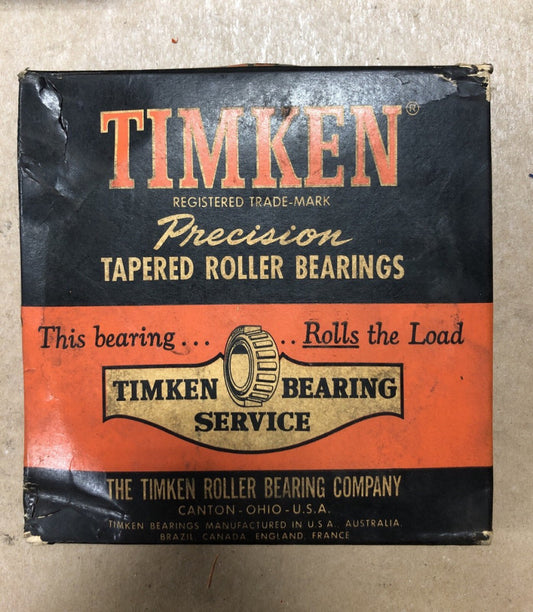 TIMKEN®
REGISTERED TRADE-MARK
Precision
TAPERED ROLLER BEARINGS
This bearing... ..Rolls the Load
TIMKEN BEARING
SERVICE
THE TIMKEN ROLLER BEARING COMPANY
CANTON - OHIO - U.S.A.
TIMKEN BEARINGS MANUFACTURED IN U.S.A., AUSTRALIA,
BRAZIL, CANADA, ENGLAND, FRANCE